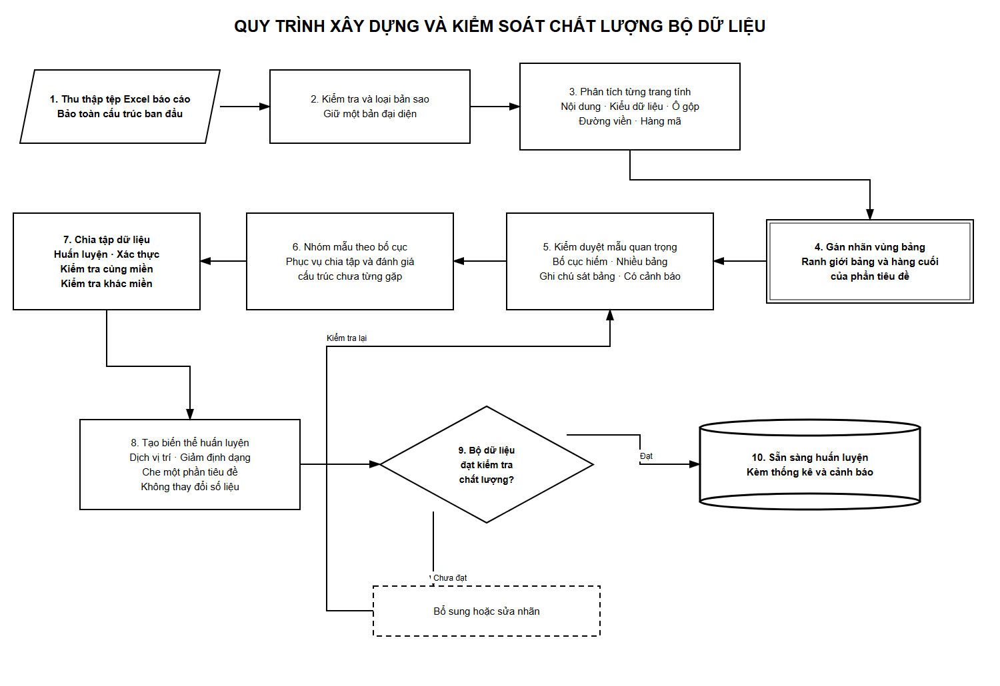 QUY TRÌNH XÂY DỰNG VÀ KIỂM SOÁT CHẤT LƯỢNG BỘ DỮ LIỆU
1. Thu thập tệp Excel báo cáo
Bảo toàn cấu trúc ban đầu
2. Kiểm tra và loại bản sao
Giữ một bản đại diện
3. Phân tích từng trang tính
Nội dung · Kiểu dữ liệu · Ô gộp
Đường viền · Hàng mã
4. Gán nhãn vùng bảng
Ranh giới bảng và hàng cuối
của phần tiêu đề
5. Kiểm duyệt mẫu quan trọng
Bố cục hiếm · Nhiều bảng
Ghi chú sát bảng · Có cảnh báo
6. Nhóm mẫu theo bố cục
Phục vụ chia tập và đánh giá
cấu trúc chưa từng gặp
7. Chia tập dữ liệu
Huấn luyện · Xác thực
Kiểm tra cùng miền
Kiểm tra khác miền
Kiểm tra lại
8. Tạo biến thể huấn luyện
Dịch vị trí · Giảm định dạng
Che một phần tiêu đề
Không thay đổi số liệu
9. Bộ dữ liệu
đạt kiểm tra
chất lượng?
Đạt
10. Sẵn sàng huấn luyện
Kèm thống kê và cảnh báo
Chưa đạt
Bổ sung hoặc sửa nhãn